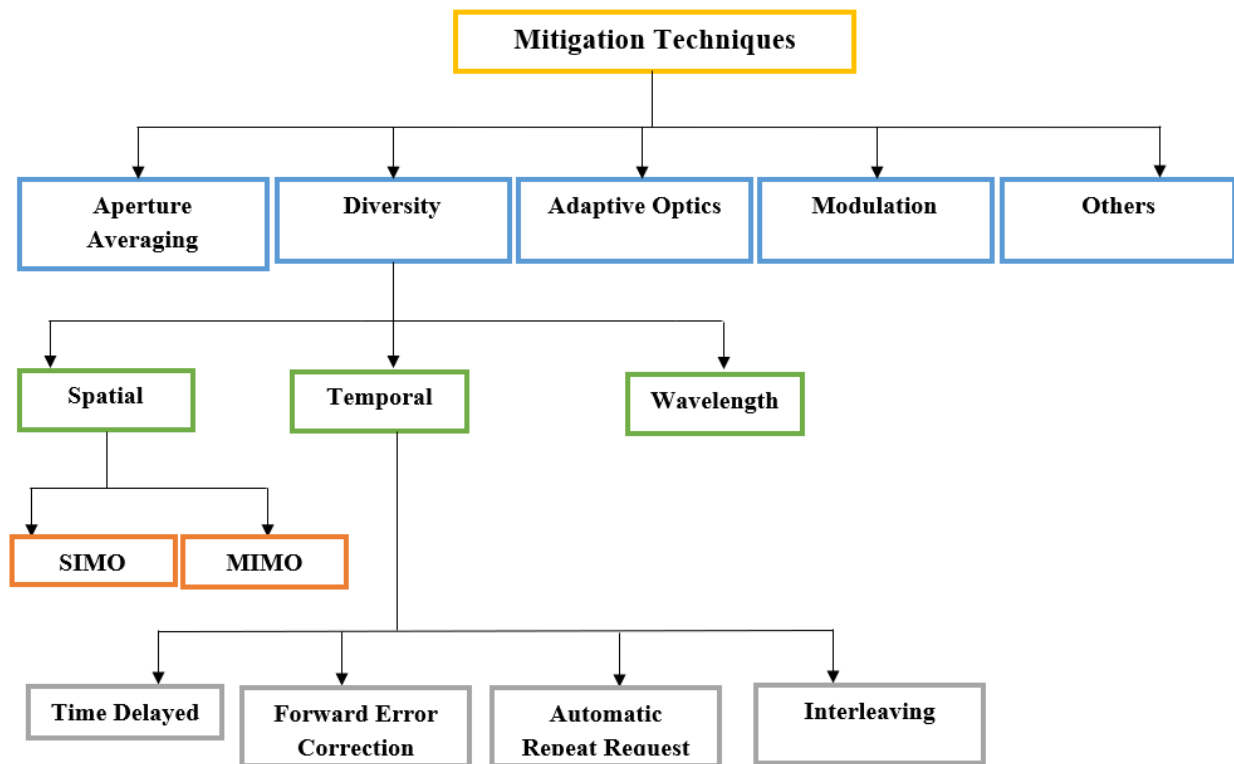 Mitigation Techniques
Aperture
Averaging
Diversity
Adaptive Optics
Modulation
Others
Spatial
Temporal
Wavelength
SIMO
MIMO
Time Delayed
Forward Error
Correction
Automatic
Repeat Request
Interleaving